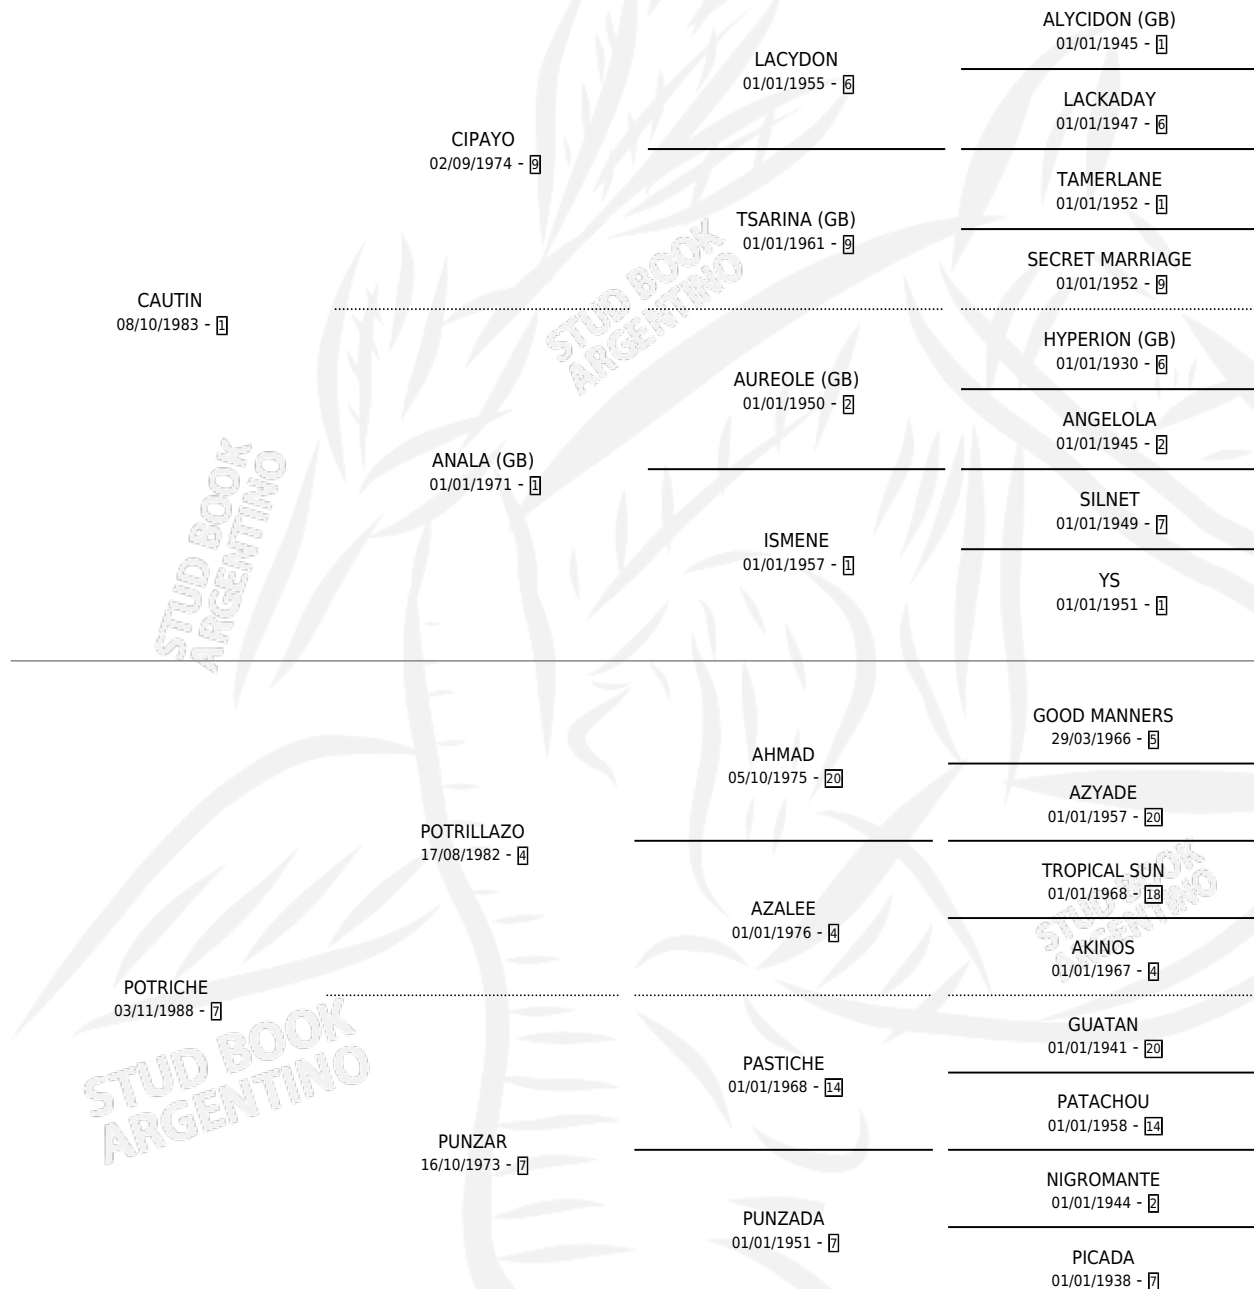 ALYCIDON (GB)
01/01/1945 - 1
LACYDON
01/01/1955 - 6
LACKADAY
01/01/1947 - 6
CIPAYO
02/09/1974 - 9
TAMERLANE
01/01/1952 - 1
TSARINA (GB)
01/01/1961 - 9
SECRET MARRIAGE
01/01/1952 - 9
CAUTIN
08/10/1983 - 1
HYPERION (GB)
01/01/1930 - 6
AUREOLE (GB)
01/01/1950 - 2
ANGELOLA
01/01/1945 - 2
ANALA (GB)
01/01/1971 - 1
SILNET
01/01/1949 - 7
ISMENE
01/01/1957 - 1
YS
01/01/1951 - 1
STUD BOOK
ARGENTINO
STUD BOOK
ARGENTINO
GOOD MANNERS
29/03/1966 - 5
AHMAD
05/10/1975 - 20
AZYADE
01/01/1957 - 20
POTRILLAZO
17/08/1982 - 4
TROPICAL SUN
01/01/1968 - 18
AZALEE
01/01/1976 - 4
AKINOS
01/01/1967 - 4
STUD BOOK
ARGENTINO
POTRICHE
03/11/1988 - 7
GUATAN
01/01/1941 - 20
PASTICHE
01/01/1968 - 14
PATACHOU
01/01/1958 - 14
STUD BOOK
ARGENTINO
PUNZAR
16/10/1973 - 7
NIGROMANTE
01/01/1944 - 2
PUNZADA
01/01/1951 - 7
PICADA
01/01/1938 - 7